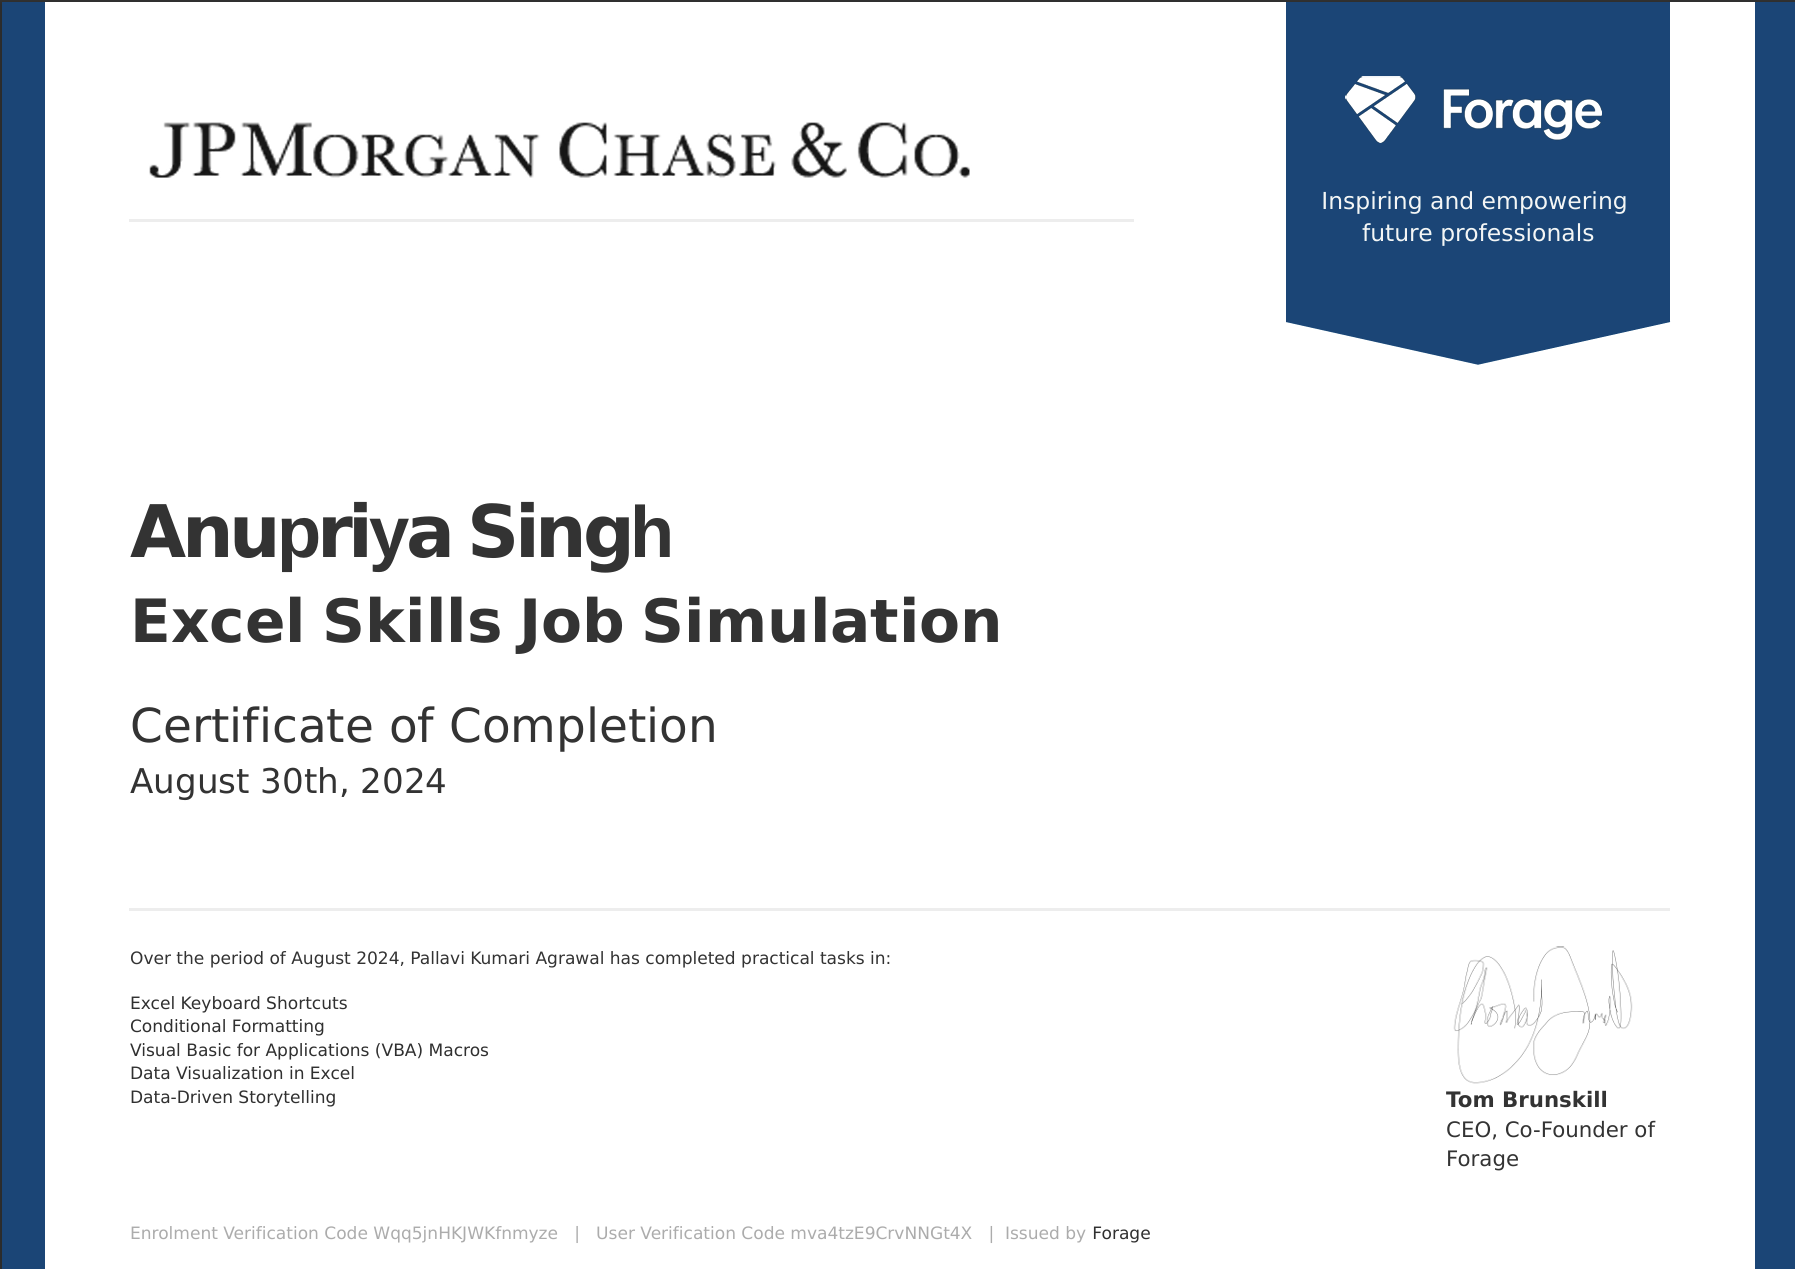 JPMORGAN CHASE & CO.
Forage
Inspiring and empowering
future professionals
Anupriya Singh
Excel Skills Job Simulation
Certificate of Completion
August 30th, 2024
Over the period of August 2024, Pallavi Kumari Agrawal has completed practical tasks in:
Excel Keyboard Shortcuts
Conditional Formatting
Visual Basic for Applications (VBA) Macros
Data Visualization in Excel
Data-Driven Storytelling
Tom Brunskill
CEO, Co-Founder of
Forage
Enrolment Verification Code Wqq5jnHKJWKfnmyze | User Verification Code mva4tzE9CrvNNGt4X | Issued by Forage